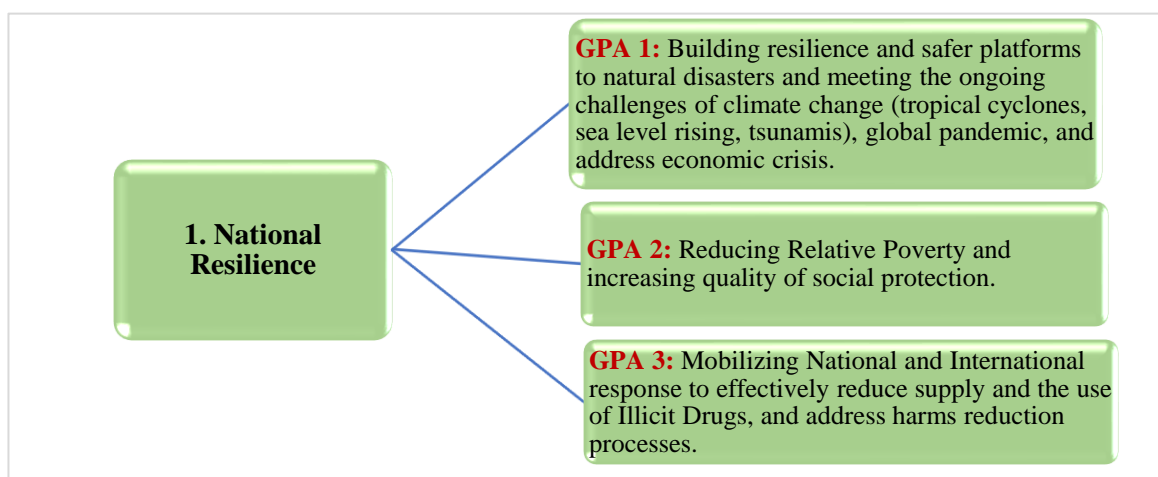 1. National
Resilience
GPA 1: Building resilience and safer platforms
to natural disasters and meeting the ongoing
challenges of climate change (tropical cyclones,
sea level rising, tsunamis), global pandemic, and
address economic crisis.
GPA 2: Reducing Relative Poverty and
increasing quality of social protection.
GPA 3: Mobilizing National and International
response to effectively reduce supply and the use
of Illicit Drugs, and address harms reduction
processes.